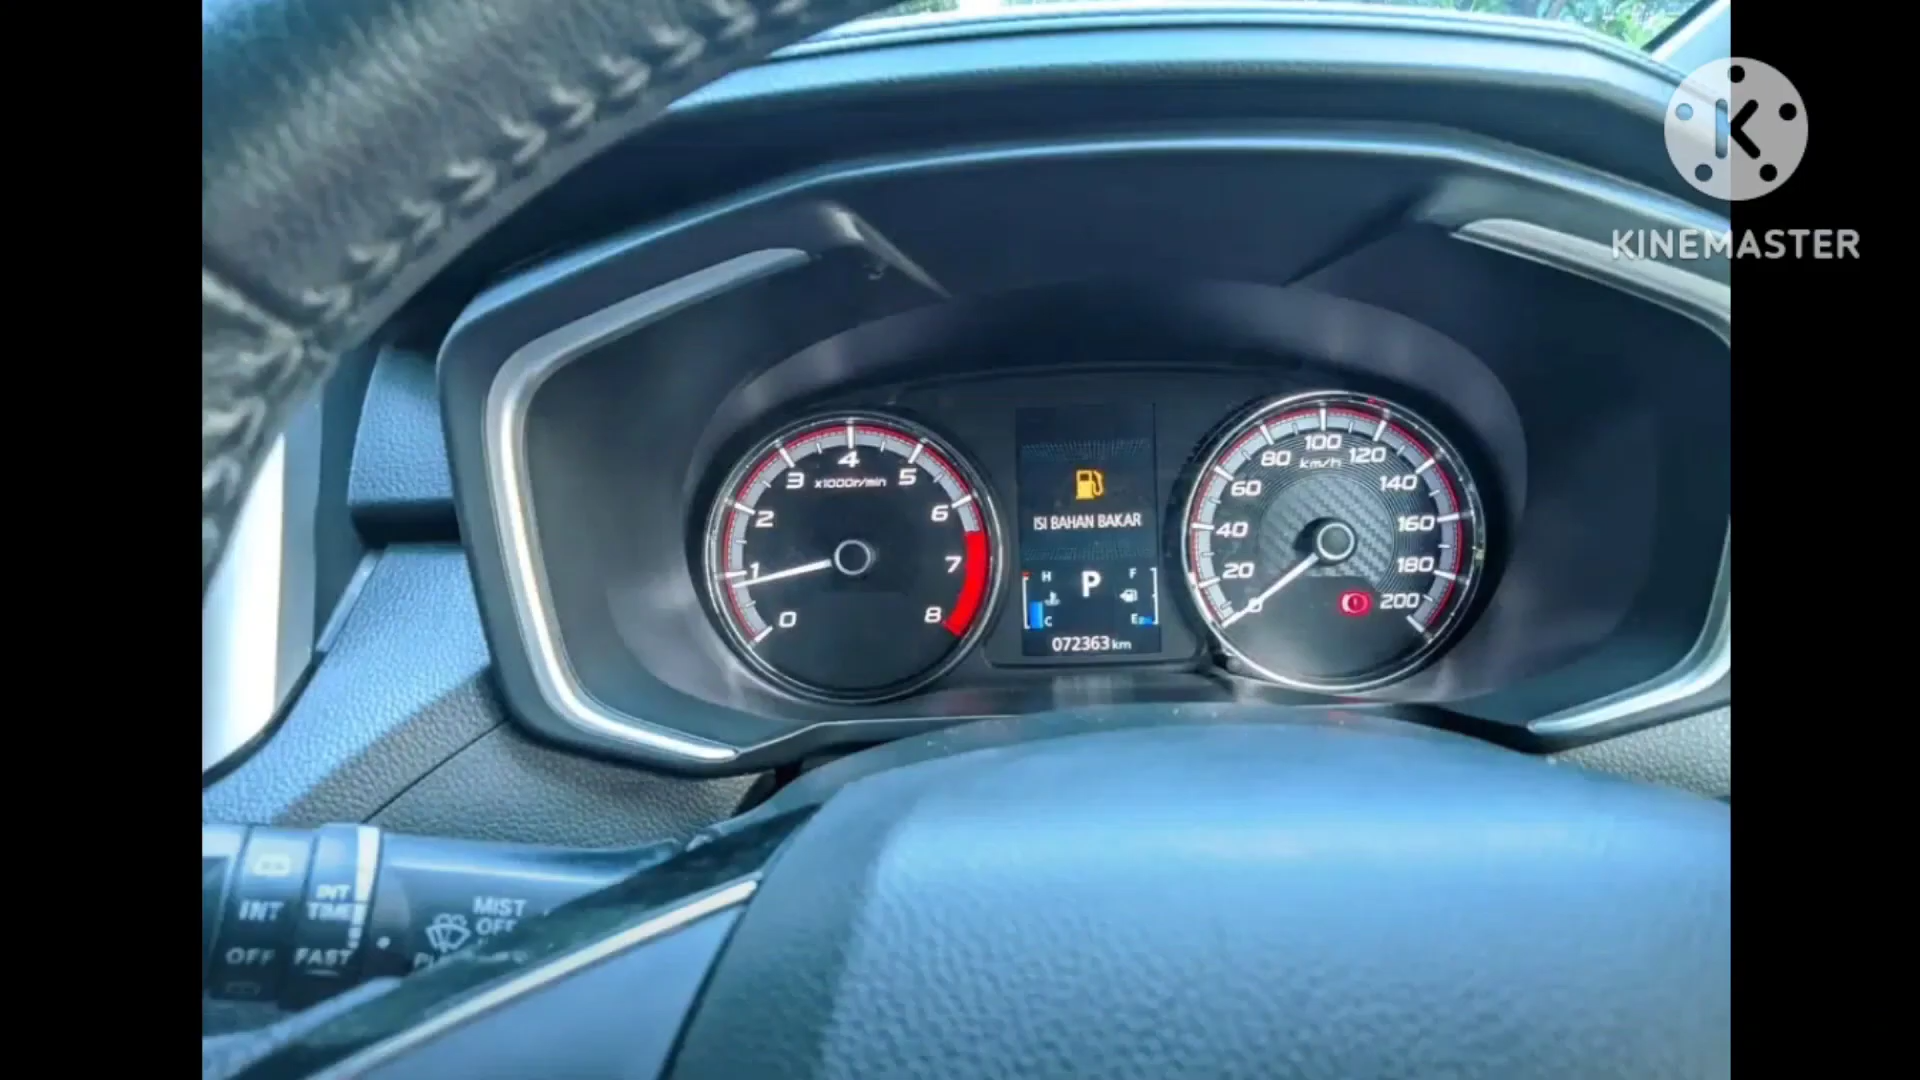 KINEMASTER
4
3 x1000r/min 5
2 6
1 7
0 8
ISI BAHAN BAKAR
H P F
C E
072363 km
100
80 km/h 120
60 140
40 160
20 180
0 200
INT
INT TIME
OFF FAST
MIST
OFF